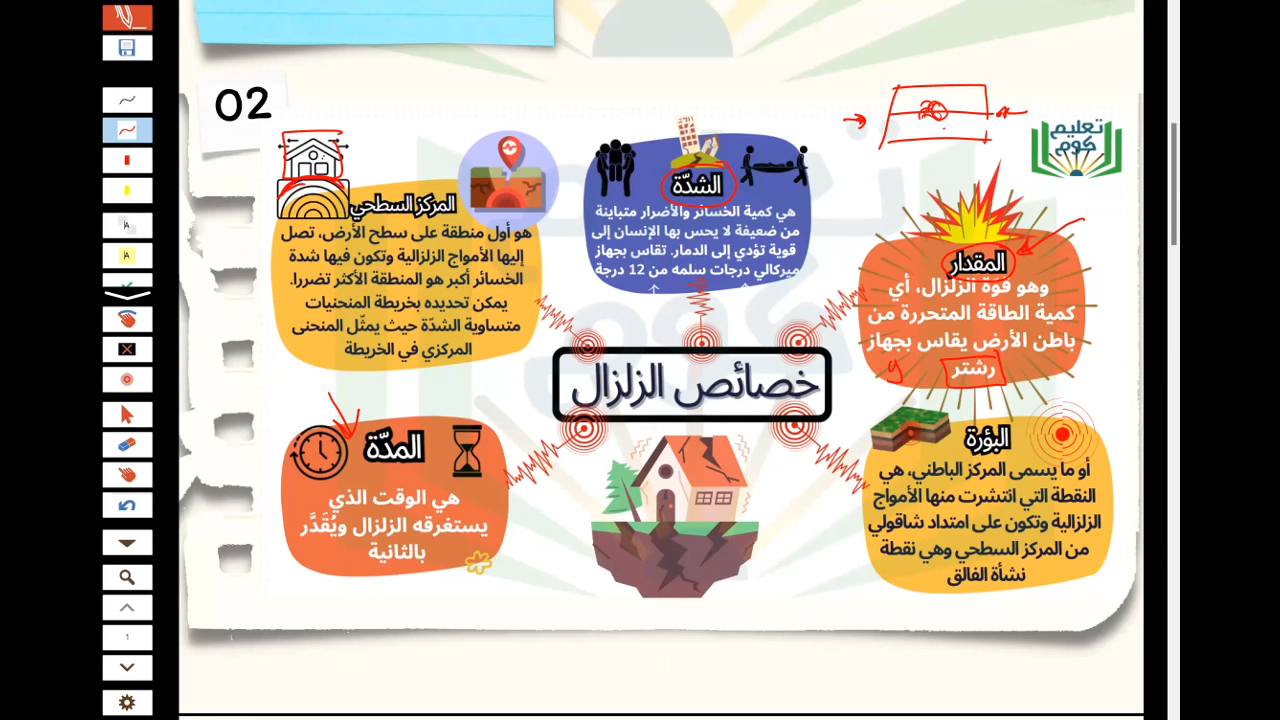 02
تعليم
كوم
خصائص الزلزال
المقدار
وهو قوّة الزلزال، أي
كمية الطاقة المتحررة من
باطن الأرض يقاس بجهاز
رشتر
9
الشدّة
هي كمية الخسائر والأضرار متباينة
من ضعيفة لا يحس بها الإنسان إلى
قوية تؤدي إلى الدمار. تقاس بجهاز
ميركالي درجات سلمه من 12 درجة
المركز السطحي
هو أول منطقة على سطح الأرض، تصل
إليها الأمواج الزلزالية وتكون فيها شدة
الخسائر أكبر هو المنطقة الأكثر تضررا.
يمكن تحديده بخريطة المنحنيات
متساوية الشدّة حيث يمثّل المنحنى
المركزي في الخريطة
البؤرة
أو ما يسمى المركز الباطني، هي
النقطة التي انتشرت منها الأمواج
الزلزالية وتكون على امتداد شاقولي
من المركز السطحي وهي نقطة
نشأة الفالق
المدّة
هي الوقت الذي
يستغرقه الزلزال ويُقَدَّر
بالثانية
1